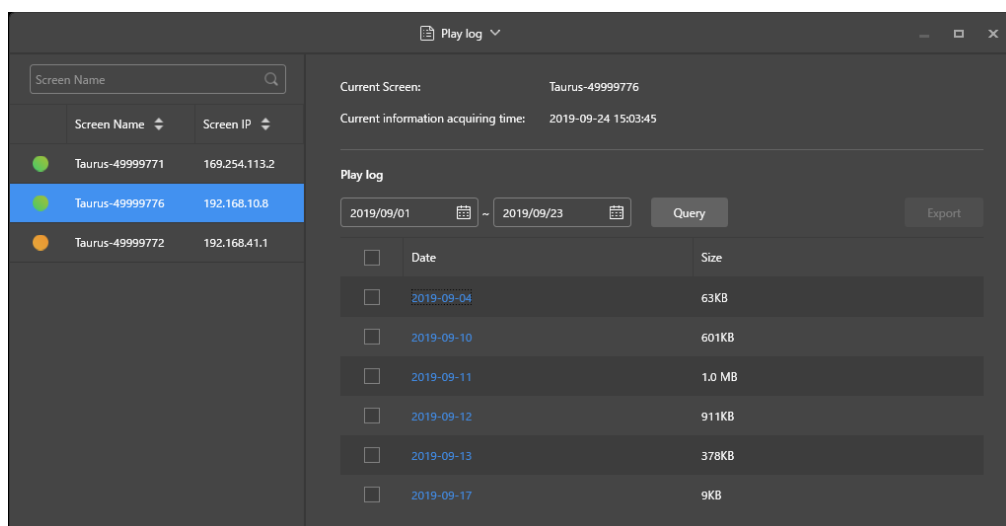 Play log
Screen Name
Screen Name Screen IP
Taurus-49999771 169.254.113.2
Taurus-49999776 192.168.10.8
Taurus-49999772 192.168.41.1
Current Screen: Taurus-49999776
Current information acquiring time: 2019-09-24 15:03:45
Play log
2019/09/01 ~ 2019/09/23 Query Export
Date Size
2019-09-04 63KB
2019-09-10 601KB
2019-09-11 1.0 MB
2019-09-12 911KB
2019-09-13 378KB
2019-09-17 9KB